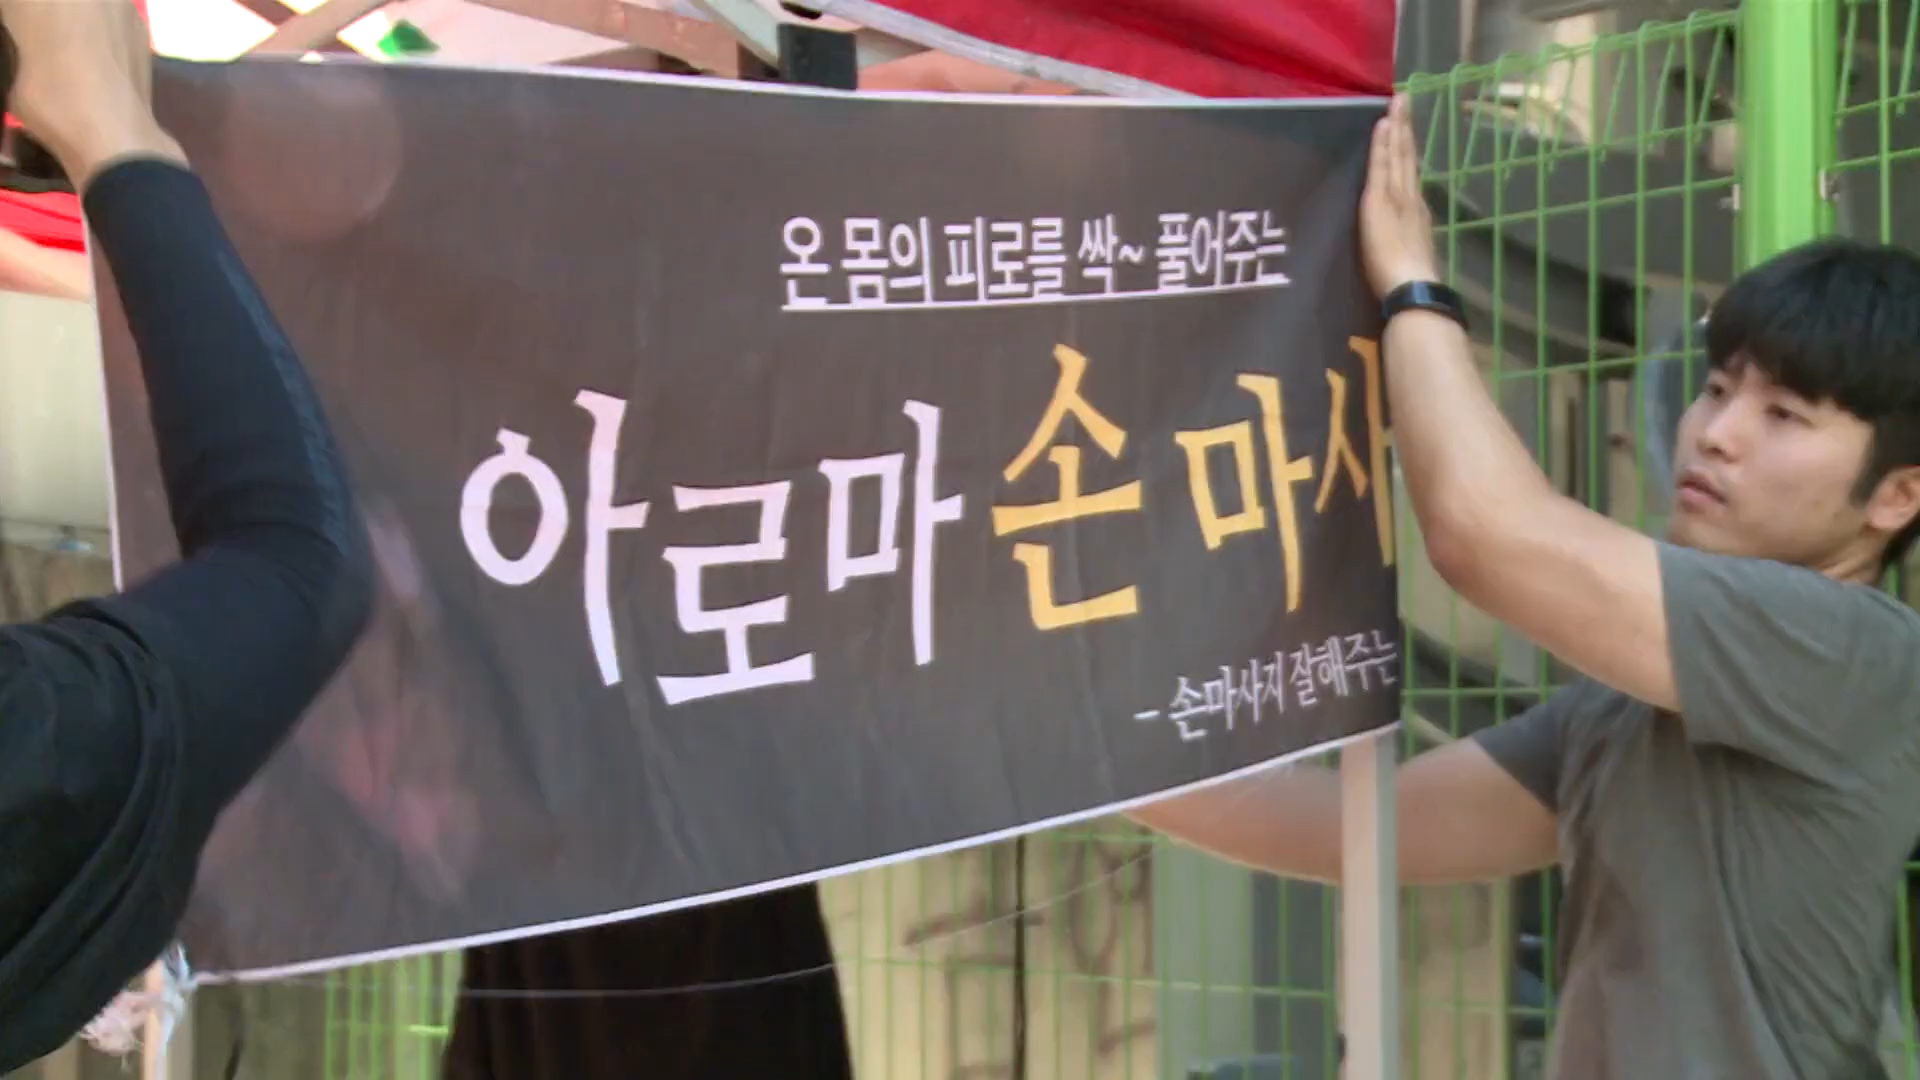 온 몸의 피로를 싹~ 풀어주는
아로마 손 마사
- 손마사지 잘해주는